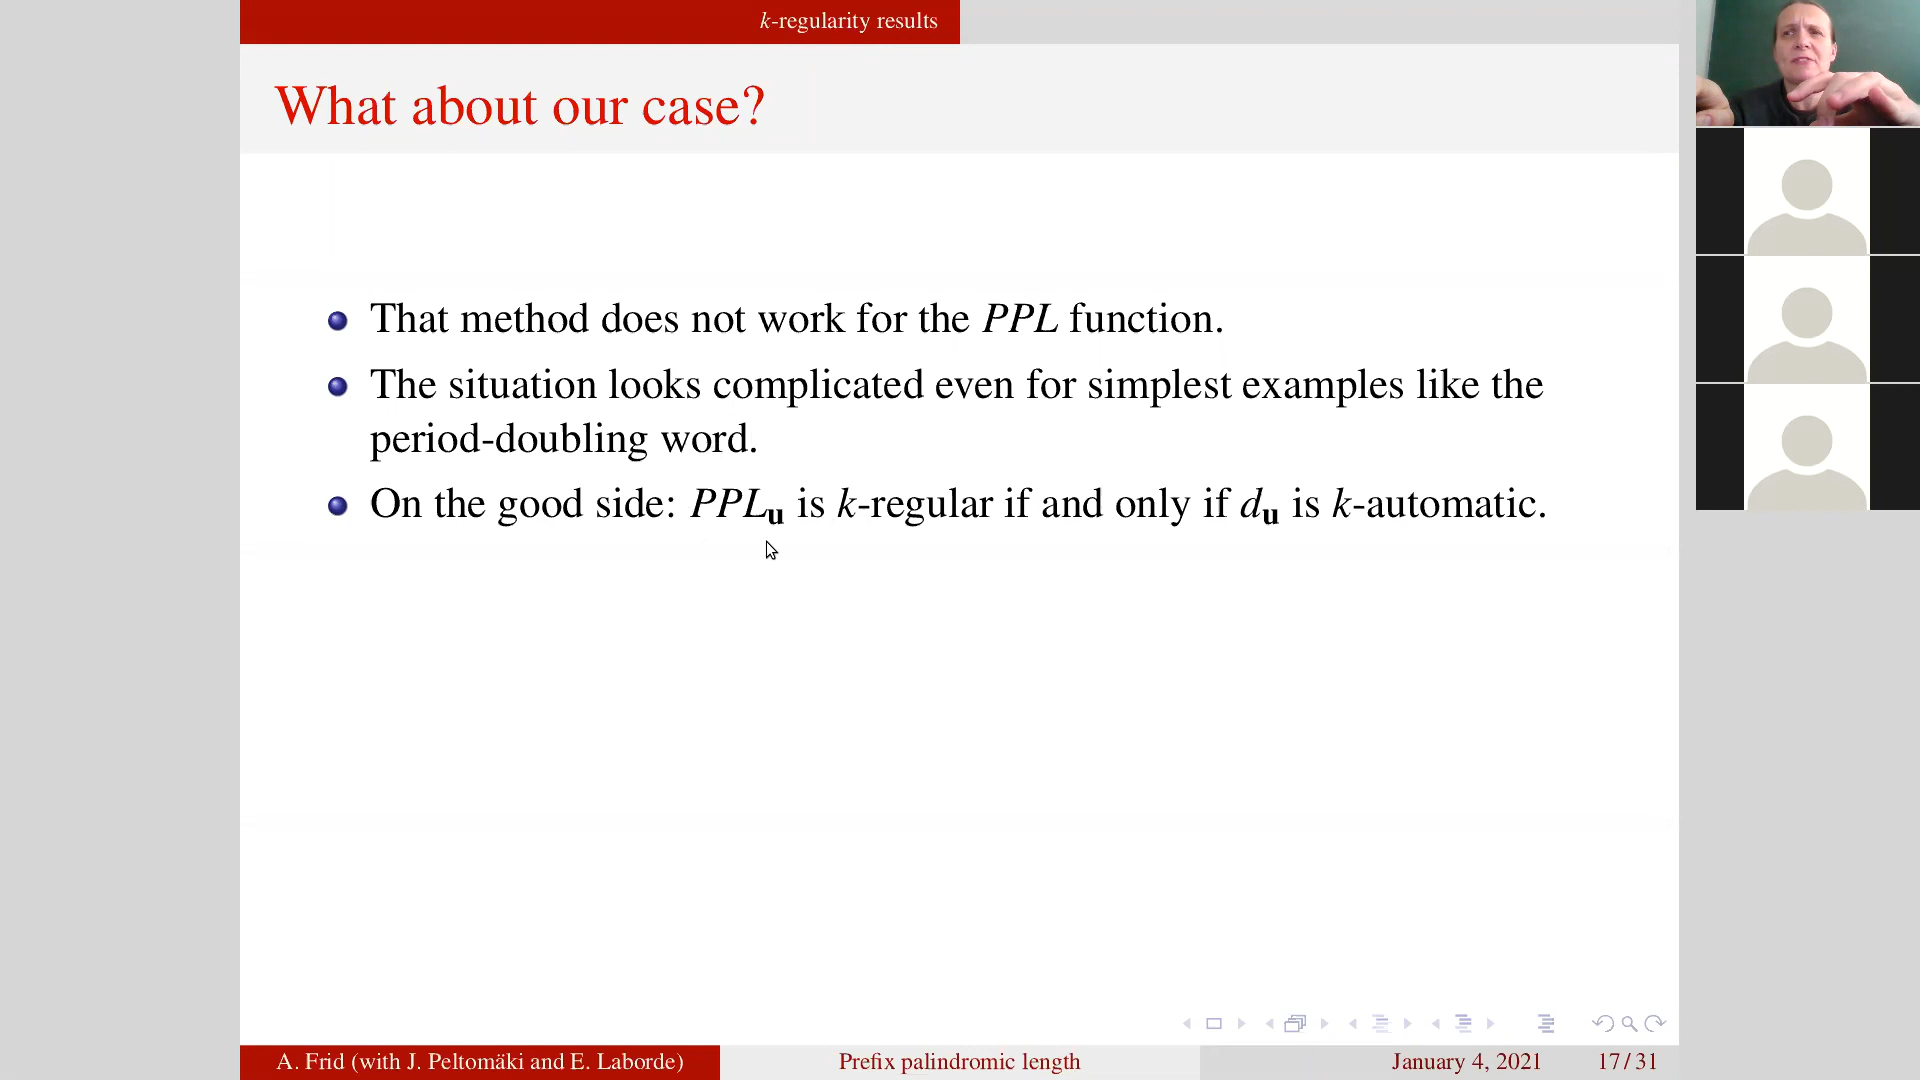 k-regularity results
What about our case?
That method does not work for the PPL function.
The situation looks complicated even for simplest examples like the
period-doubling word.
On the good side: PPL_u is k-regular if and only if d_u is k-automatic.
A. Frid (with J. Peltomäki and E. Laborde)
Prefix palindromic length
January 4, 2021
17 / 31